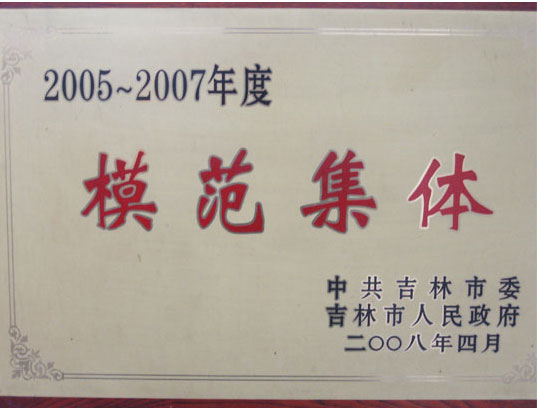 2005~2007年度
模范集体
中共吉林市委
吉林市人民政府
二〇〇八年四月